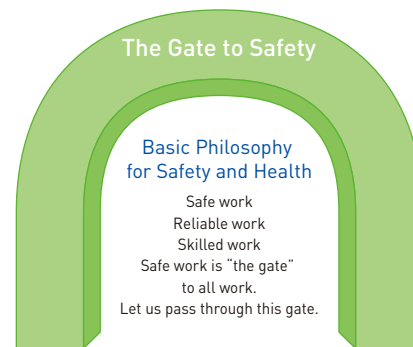 The Gate to Safety
Basic Philosophy
for Safety and Health
Safe work
Reliable work
Skilled work
Safe work is “the gate”
to all work.
Let us pass through this gate.